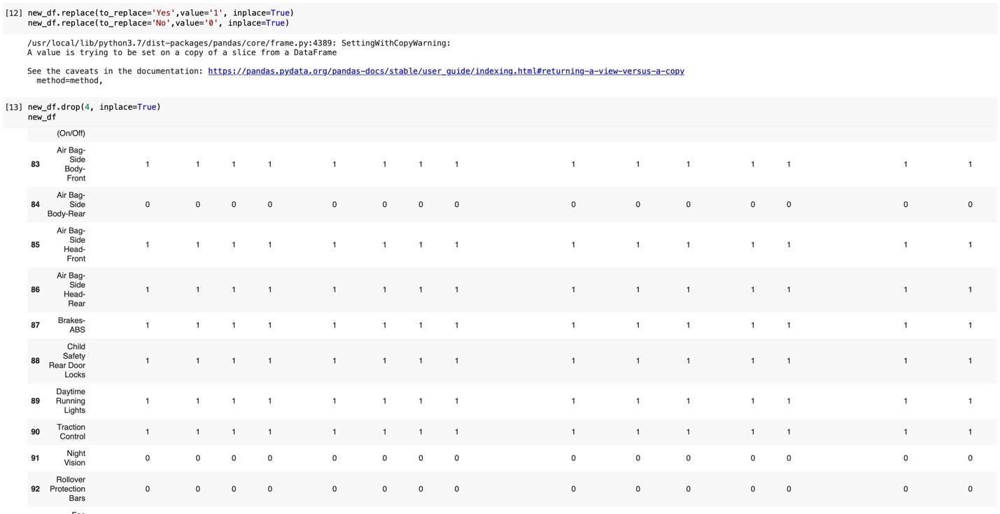 [12] new_df.replace(to_replace='Yes',value='1', inplace=True)
new_df.replace(to_replace='No',value='0', inplace=True)
/usr/local/lib/python3.7/dist-packages/pandas/core/frame.py:4389: SettingWithCopyWarning:
A value is trying to be set on a copy of a slice from a DataFrame
See the caveats in the documentation: https://pandas.pydata.org/pandas-docs/stable/user_guide/indexing.html#returning-a-view-versus-a-copy
method=method,
[13] new_df.drop(4, inplace=True)
new_df
(On/Off)
Air Bag-
Side
83 Body- 1 1 1 1 1 1 1 1 1 1 1 1 1 1 1
Front
Air Bag-
84 Side 0 0 0 0 0 0 0 0 0 0 0 0 0 0 0
Body-Rear
Air Bag-
Side
85 Head- 1 1 1 1 1 1 1 1 1 1 1 1 1 1 1
Front
Air Bag-
Side
86 Head- 1 1 1 1 1 1 1 1 1 1 1 1 1 1 1
Rear
87 Brakes- 1 1 1 1 1 1 1 1 1 1 1 1 1 1 1
ABS
Child
Safety
88 Rear Door 1 1 1 1 1 1 1 1 1 1 1 1 1 1 1
Locks
Daytime
89 Running 1 1 1 1 1 1 1 1 1 1 1 1 1 1 1
Lights
90 Traction 1 1 1 1 1 1 1 1 1 1 1 1 1 1 1
Control
91 Night 0 0 0 0 0 0 0 0 0 0 0 0 0 0 0
Vision
Rollover
92 Protection 0 0 0 0 0 0 0 0 0 0 0 0 0 0 0
Bars